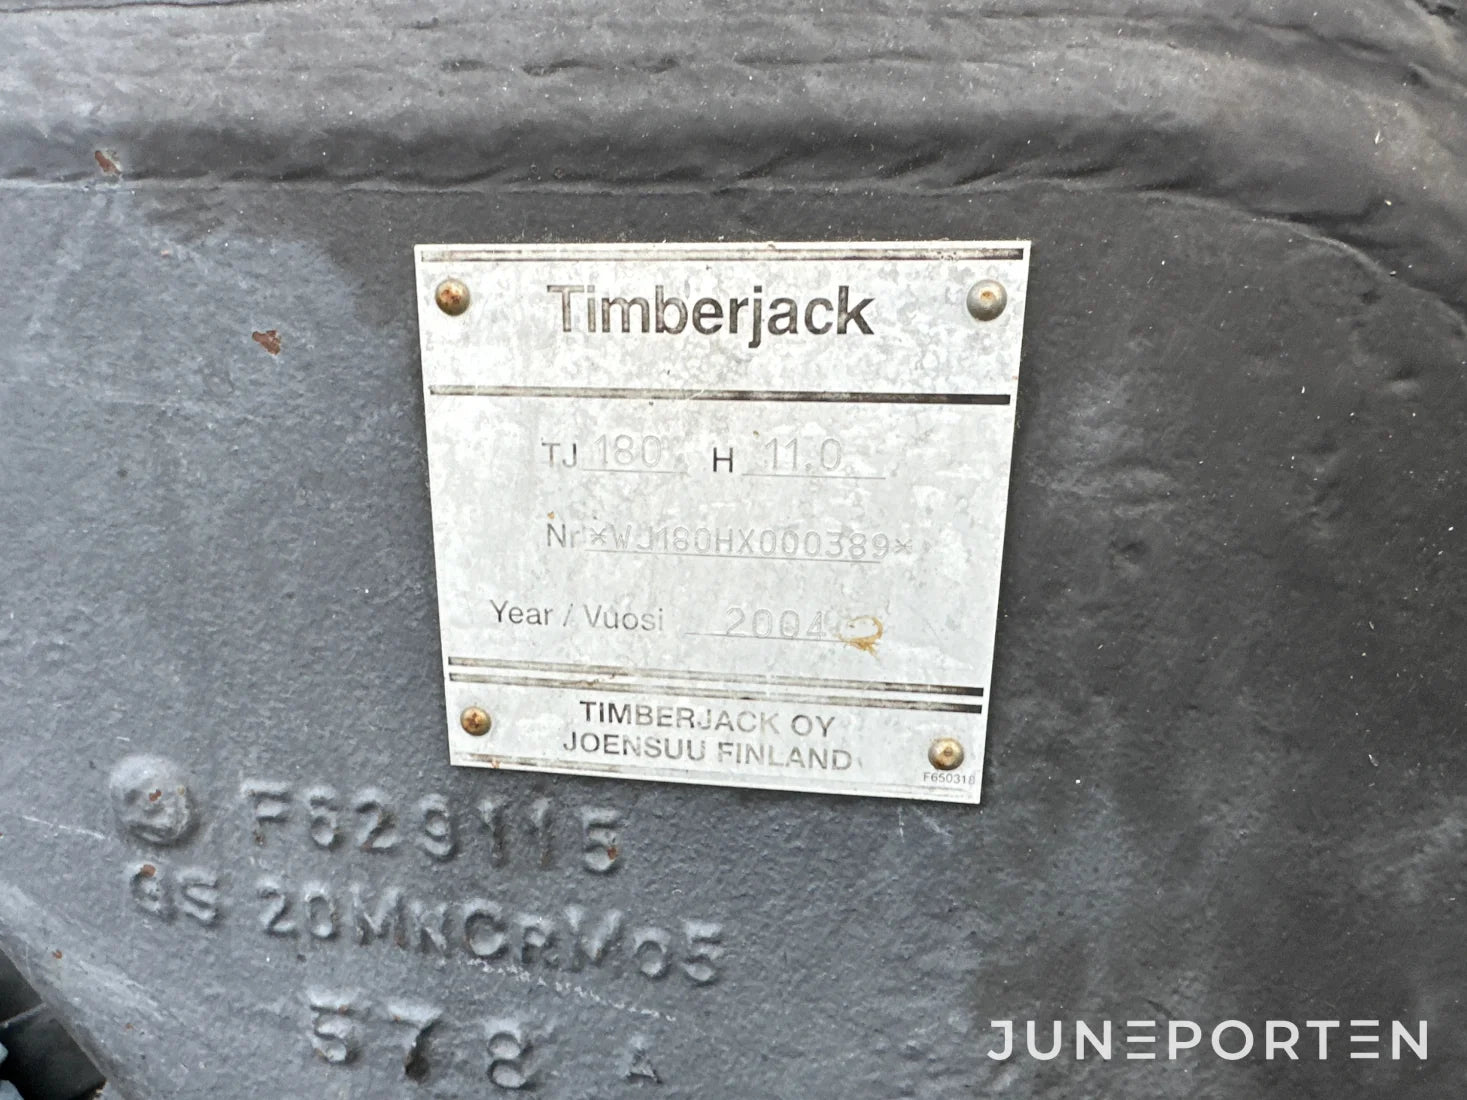 Timberjack
TJ 180 H 11.0
Nr *WJ180HX000389*
Year / Vuosi 2004
TIMBERJACK OY
JOENSUU FINLAND
F650318
F629115
GS 20MNCRM05
578
A
JUNEPORTEN